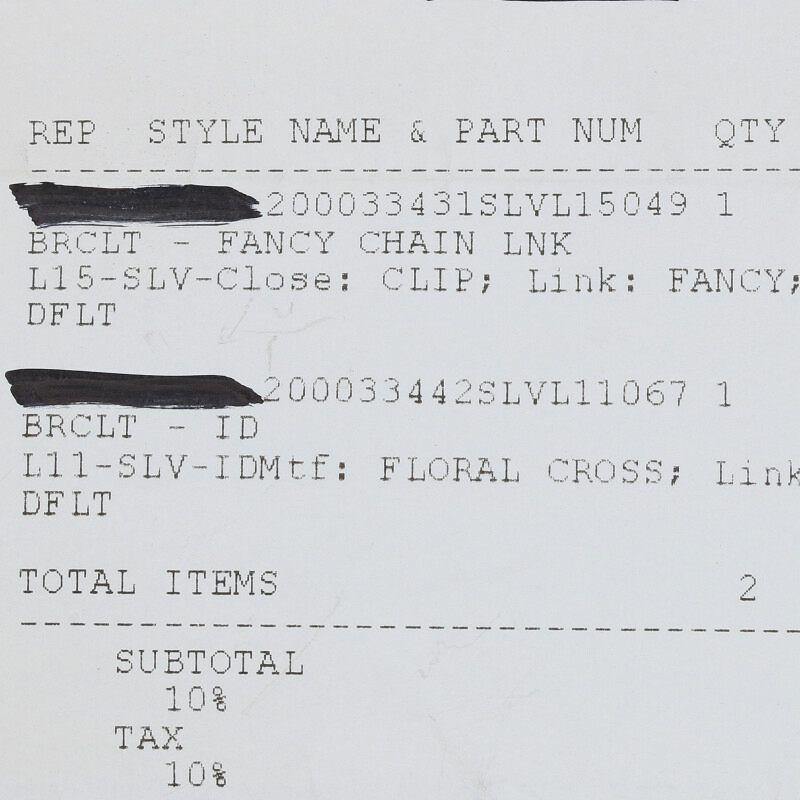 REP STYLE NAME & PART NUM QTY
200033431SLVL15049 1
BRCLT - FANCY CHAIN LNK
L15-SLV-Close: CLIP; Link: FANCY;
DFLT
200033442SLVL11067 1
BRCLT - ID
L11-SLV-IDMtf: FLORAL CROSS; Link
DFLT
TOTAL ITEMS 2
SUBTOTAL
10%
TAX
10%